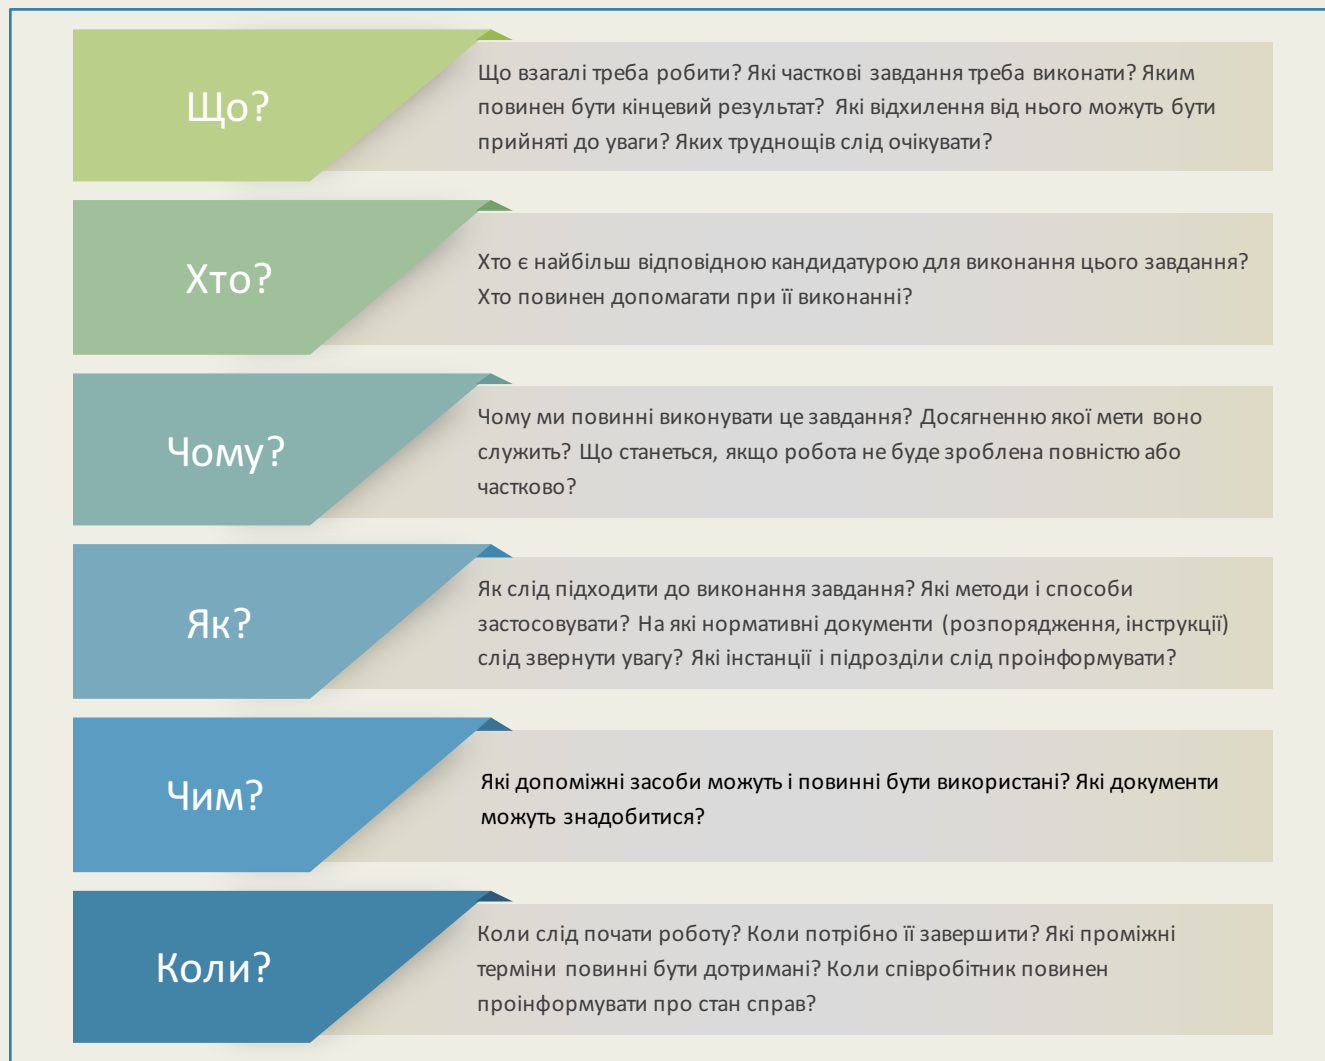 Що?
Що взагалі треба робити? Які часткові завдання треба виконати? Яким
повинен бути кінцевий результат? Які відхилення від нього можуть бути
прийняті до уваги? Яких труднощів слід очікувати?
Хто?
Хто є найбільш відповідною кандидатурою для виконання цього завдання?
Хто повинен допомагати при її виконанні?
Чому?
Чому ми повинні виконувати це завдання? Досягненню якої мети воно
служить? Що станеться, якщо робота не буде зроблена повністю або
частково?
Як?
Як слід підходити до виконання завдання? Які методи і способи
застосовувати? На які нормативні документи (розпорядження, інструкції)
слід звернути увагу? Які інстанції і підрозділи слід проінформувати?
Чим?
Які допоміжні засоби можуть і повинні бути використані? Які документи
можуть знадобитися?
Коли?
Коли слід почати роботу? Коли потрібно її завершити? Які проміжні
терміни повинні бути дотримані? Коли співробітник повинен
проінформувати про стан справ?